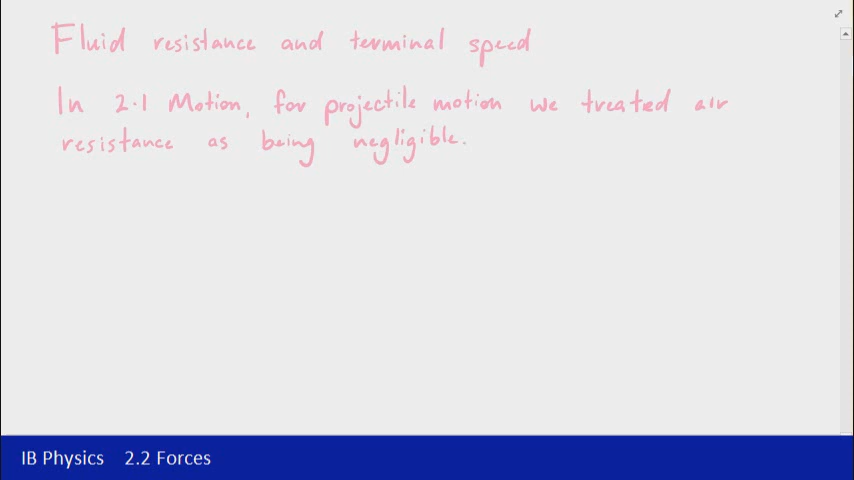 Fluid resistance and terminal speed
In 2.1 Motion, for projectile motion we treated air
resistance as being negligible.
IB Physics 2.2 Forces